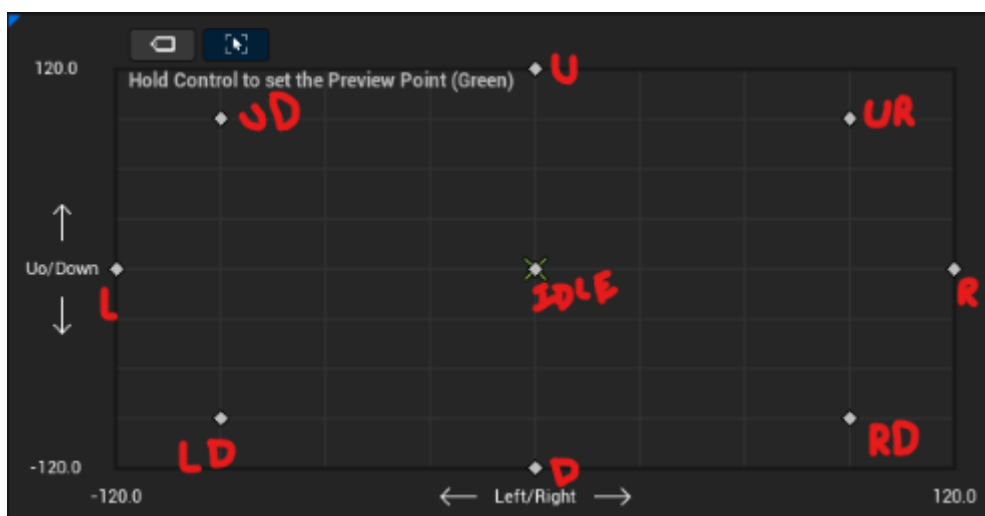 120.0
Hold Control to set the Preview Point (Green)
U
UD
UR
Uo/Down
L
IDLE
R
LD
RD
-120.0
D
-120.0
Left/Right
120.0